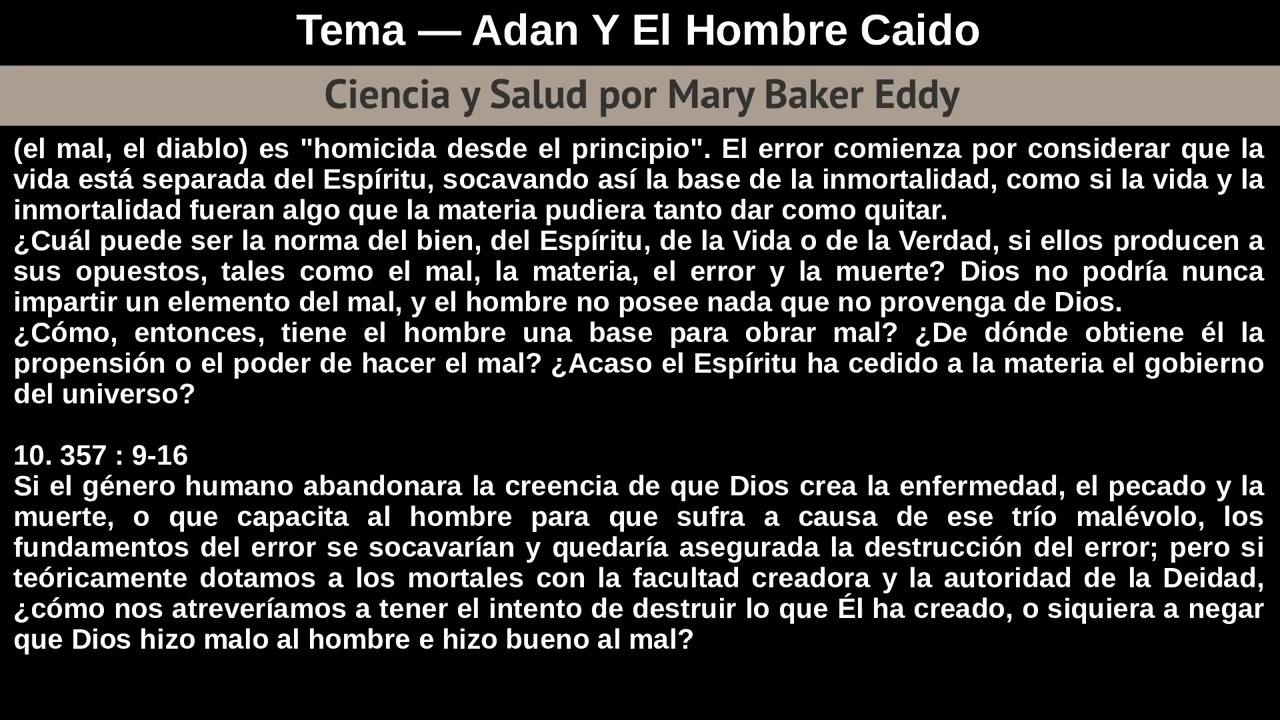 Tema — Adan Y El Hombre Caido
Ciencia y Salud por Mary Baker Eddy
(el mal, el diablo) es "homicida desde el principio". El error comienza por considerar que la
vida está separada del Espíritu, socavando así la base de la inmortalidad, como si la vida y la
inmortalidad fueran algo que la materia pudiera tanto dar como quitar.
¿Cuál puede ser la norma del bien, del Espíritu, de la Vida o de la Verdad, si ellos producen a
sus opuestos, tales como el mal, la materia, el error y la muerte? Dios no podría nunca
impartir un elemento del mal, y el hombre no posee nada que no provenga de Dios.
¿Cómo, entonces, tiene el hombre una base para obrar mal? ¿De dónde obtiene él la
propensión o el poder de hacer el mal? ¿Acaso el Espíritu ha cedido a la materia el gobierno
del universo?
10. 357 : 9-16
Si el género humano abandonara la creencia de que Dios crea la enfermedad, el pecado y la
muerte, o que capacita al hombre para que sufra a causa de ese trío malévolo, los
fundamentos del error se socavarían y quedaría asegurada la destrucción del error; pero si
teóricamente dotamos a los mortales con la facultad creadora y la autoridad de la Deidad,
¿cómo nos atreveríamos a tener el intento de destruir lo que Él ha creado, o siquiera a negar
que Dios hizo malo al hombre e hizo bueno al mal?